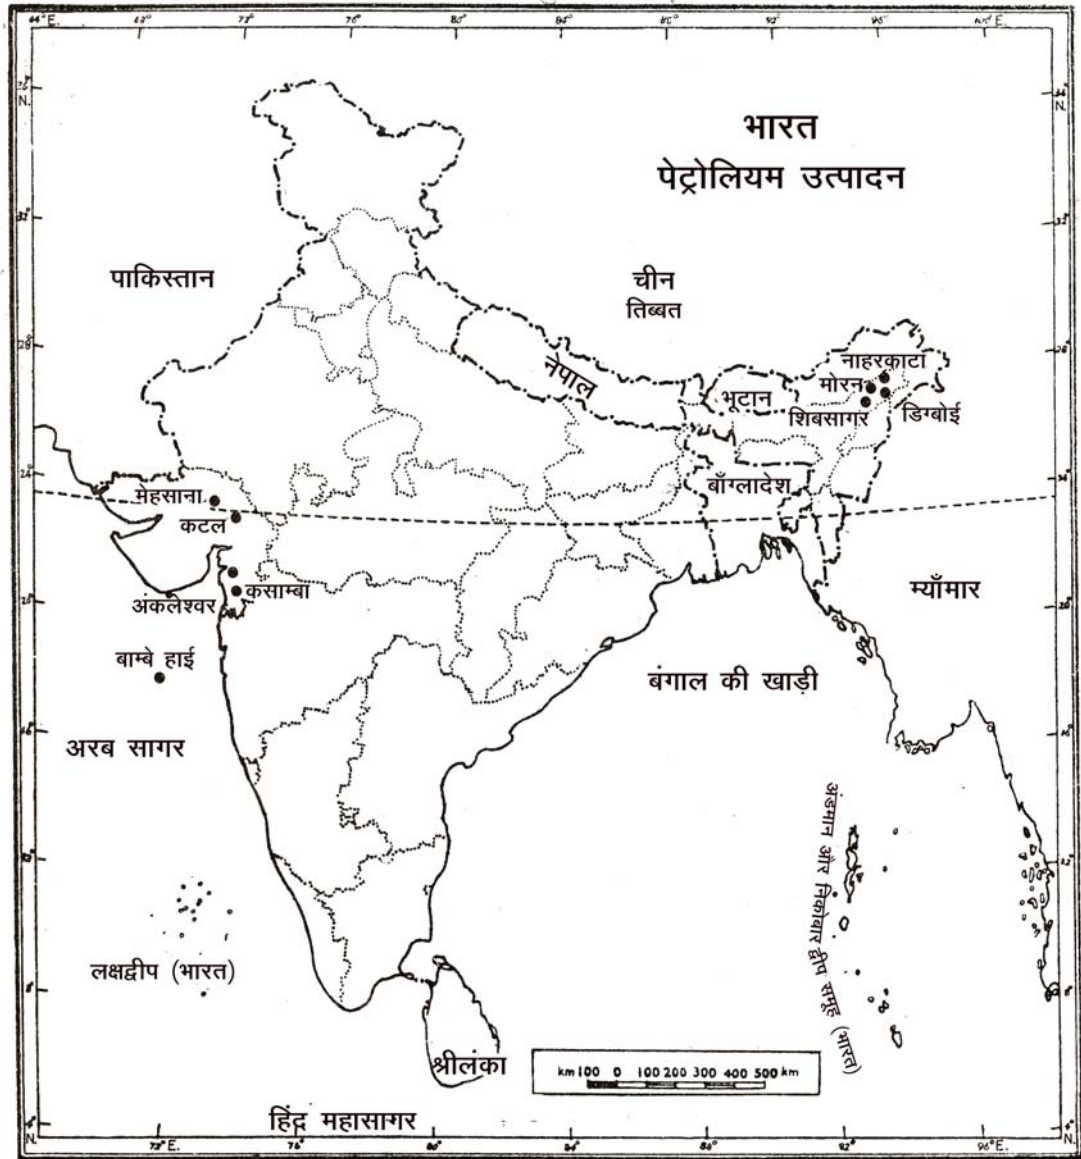 भारत
पेट्रोलियम उत्पादन
पाकिस्तान
चीन
तिब्बत
नेपाल
भूटान
नाहरकाटा
मोरन
शिबसागर
डिग्बोई
बाँग्लादेश
मेहसाना
कटल
अंकलेश्वर
कसाम्बा
म्याँमार
बाम्बे हाई
बंगाल की खाड़ी
अरब सागर
अंडमान और निकोबार द्वीप समूह (भारत)
लक्षद्वीप (भारत)
श्रीलंका
km 100 0 100 200 300 400 500 km
हिंद महासागर